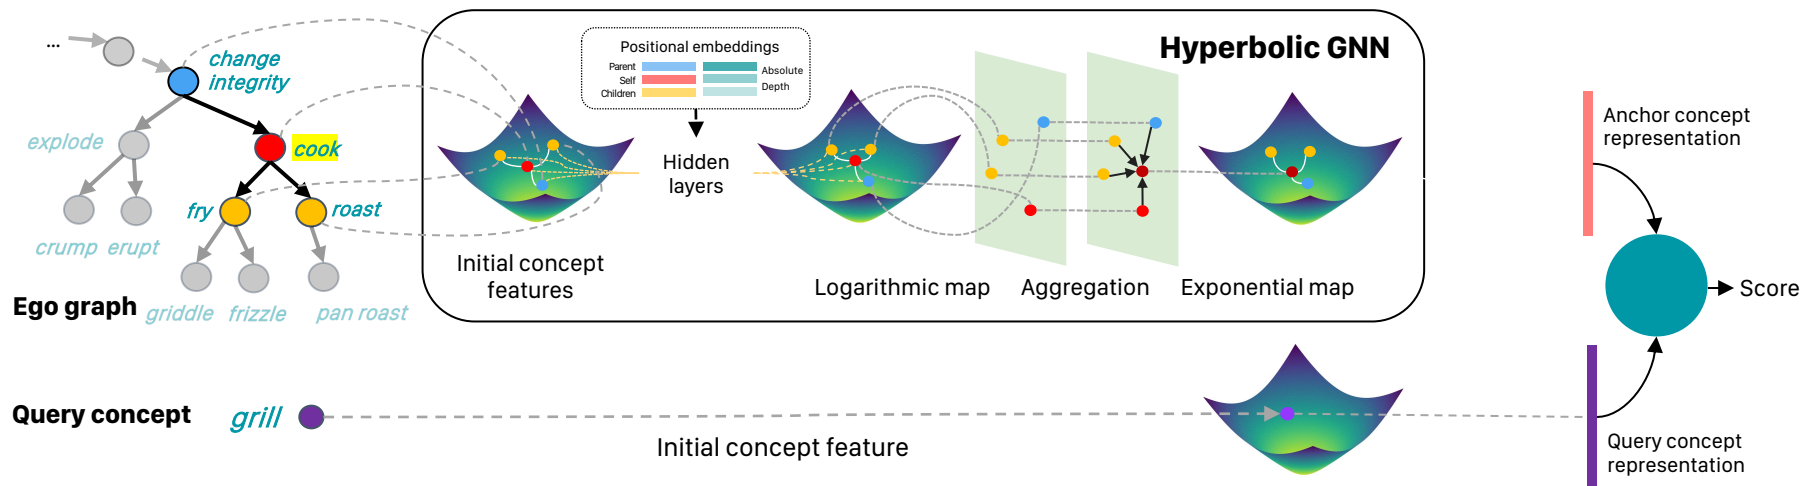 ...
change
integrity
explode
cook
fry
roast
crump erupt
griddle frizzle pan roast
Ego graph
Positional embeddings
Parent
Self
Children
Absolute
Depth
Hyperbolic GNN
Hidden
layers
Initial concept
features
Logarithmic map
Aggregation
Exponential map
Anchor concept
representation
Score
Query concept
grill
Initial concept feature
Query concept
representation